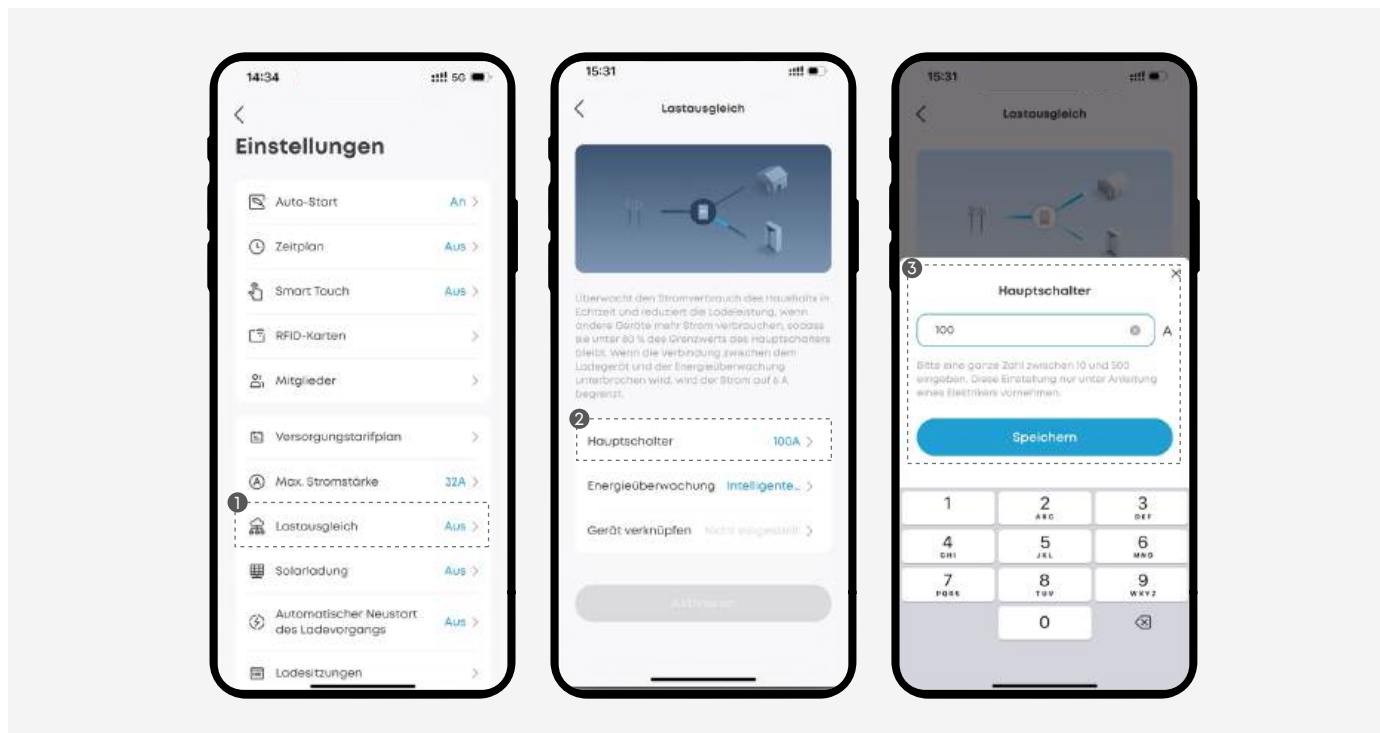 14:34
5G
Einstellungen
Auto-Start
An
Zeitplan
Aus
Smart Touch
Aus
RFID-Karten
Mitglieder
Versorgungstarifplan
Max. Stromstärke
32A
1
Lastausgleich
Aus
Solarladung
Aus
Automatischer Neustart
des Ladevorgangs
Aus
Ladesitzungen
15:31
Lastausgleich
Überwacht den Stromverbrauch des Haushalts in
Echtzeit und reduziert die Ladeleistung, wenn
andere Geräte mehr Strom verbrauchen, sodass
sie unter 80 % des Grenzwerts des Hauptschalters
bleibt. Wenn die Verbindung zwischen dem
Ladegerät und der Energieüberwachung
unterbrochen wird, wird der Strom auf 6 A
begrenzt.
2
Hauptschalter
100A
Energieüberwachung
Intelligente...
Gerät verknüpfen
Nicht eingestellt
Aktivieren
15:31
Lastausgleich
3
Hauptschalter
100
A
Bitte eine ganze Zahl zwischen 10 und 500
eingeben. Diese Einstellung nur unter Anleitung
eines Elektrikers vornehmen.
Speichern
1
2
ABC
3
DEF
4
GHI
5
JKL
6
MNO
7
PQRS
8
TUV
9
WXYZ
0